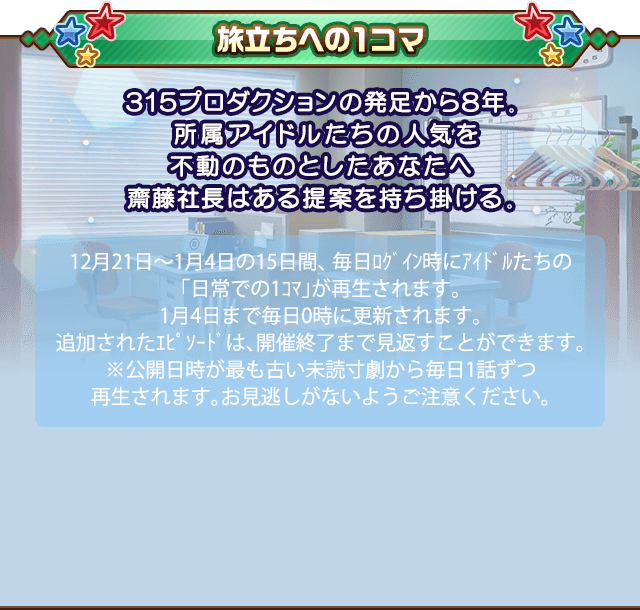 旅立ちへの1コマ
315プロダクションの発足から8年。
所属アイドルたちの人気を
不動のものとしたあなたへ
齋藤社長はある提案を持ち掛ける。
12月21日～1月4日の15日間、毎日ﾛｸﾞｲﾝ時にｱｲﾄﾞﾙたちの
「日常での1ｺﾏ」が再生されます。
1月4日まで毎日0時に更新されます。
追加されたｴﾋﾟｿｰﾄﾞは、開催終了まで見返すことができます。
※公開日時が最も古い未読寸劇から毎日1話ずつ
再生されます。お見逃しがないようご注意ください。